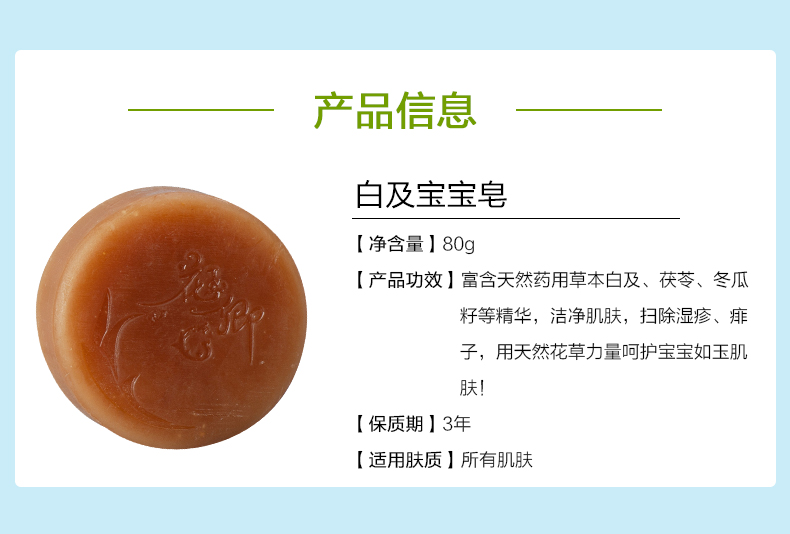 产品信息
白及宝宝皂
【净含量】80g
【产品功效】富含天然药用草本白及、茯苓、冬瓜
籽等精华，洁净肌肤，扫除湿疹、痱
子，用天然花草力量呵护宝宝如玉肌
肤！
【保质期】3年
【适用肤质】所有肌肤